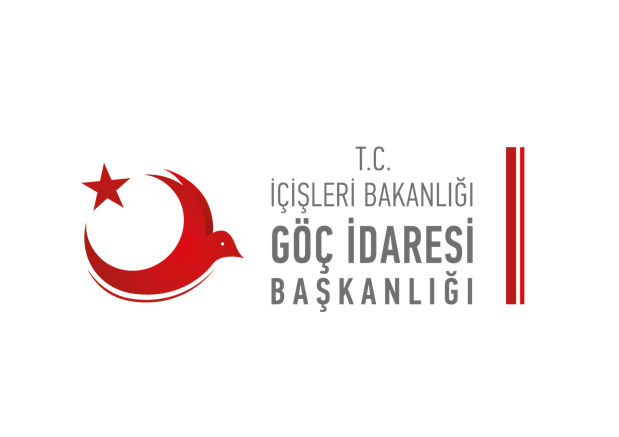 T.C.
İÇİŞLERİ BAKANLIĞI
GÖÇ İDARESİ
BAŞKANLIĞI